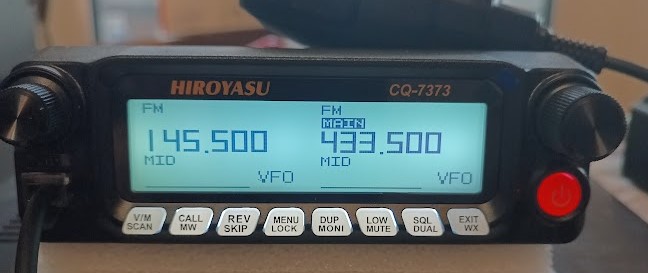 HIROYASU CQ-7373
FM FM
MAIN
145.500 433.500
MID MID
VFO VFO
V/M CALL REV MENU DUP LOW SQL EXIT
SCAN MW SKIP LOCK MONI MUTE DUAL WX